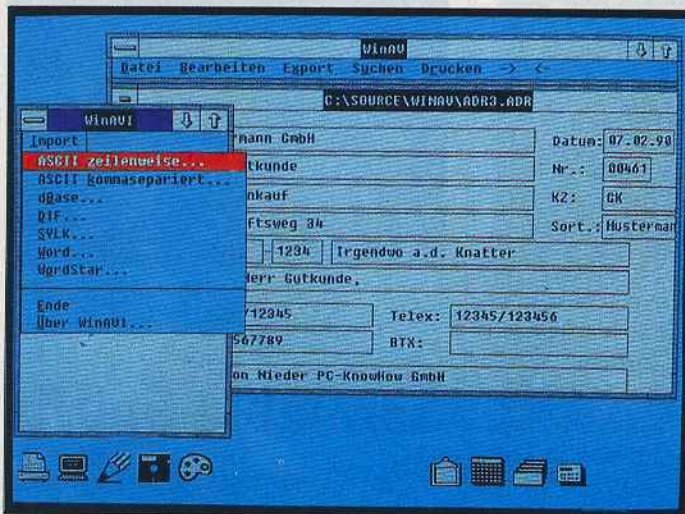 WinAV
Datei Bearbeiten Export Suchen Drucken -> <-
C:\SOURCE\WINAV\ADR3.ADR
WinAVI
Import
ASCII zeilenweise...
ASCII kommasepariert...
dBase...
DIF...
SYLK...
Word...
WordStar...
Ende
Über WinAVI...
rmann GmbH
Datum: 07.02.90
tkunde
Nr.: 00461
nkauf
KZ: GK
ftsweg 34
Sort.: Musterman
1234 Irgendwo a.d. Knatter
Herr Gutkunde,
/12345 Telex: 12345/123456
567789 BTX:
on Nieder PC-KnowHow GmbH